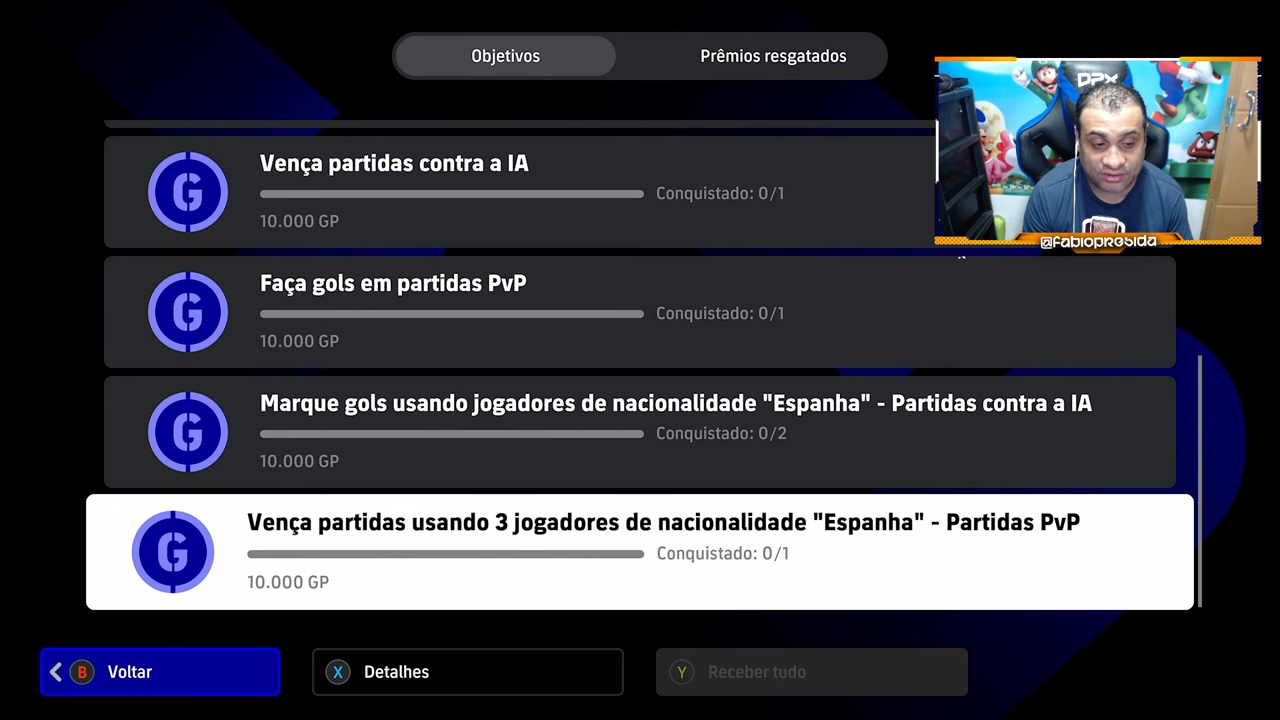 Objetivos
Prêmios resgatados
DPX
Vença partidas contra a IA
Conquistado: 0/1
10.000 GP
@fabiopresida
Faça gols em partidas PvP
Conquistado: 0/1
10.000 GP
Marque gols usando jogadores de nacionalidade "Espanha" - Partidas contra a IA
Conquistado: 0/2
10.000 GP
Vença partidas usando 3 jogadores de nacionalidade "Espanha" - Partidas PvP
Conquistado: 0/1
10.000 GP
B Voltar
X Detalhes
Y Receber tudo